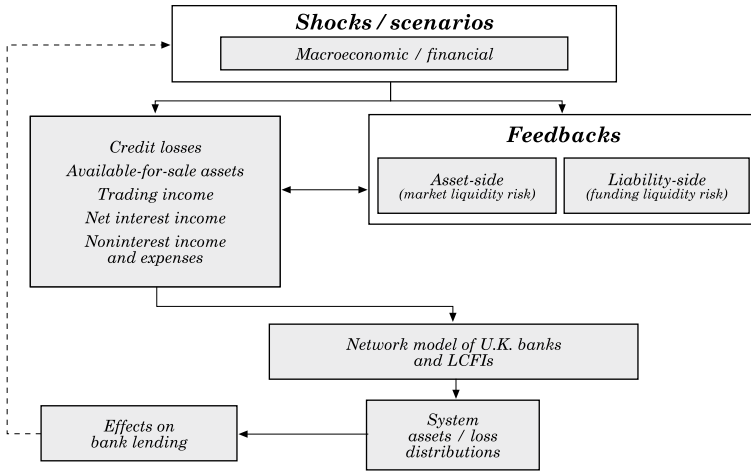 Shocks / scenarios
Macroeconomic / financial
Credit losses
Available-for-sale assets
Trading income
Net interest income
Noninterest income
and expenses
Feedbacks
Asset-side
(market liquidity risk)
Liability-side
(funding liquidity risk)
Network model of U.K. banks
and LCFIs
Effects on
bank lending
System
assets / loss
distributions